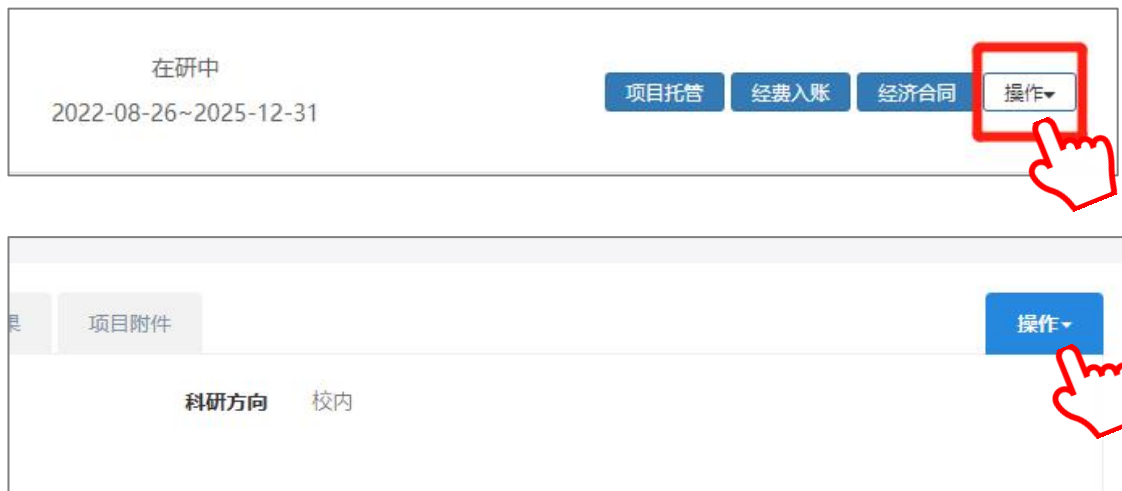 在研中
2022-08-26~2025-12-31
项目托管 经费入账 经济合同 操作
果 项目附件 操作
科研方向 校内